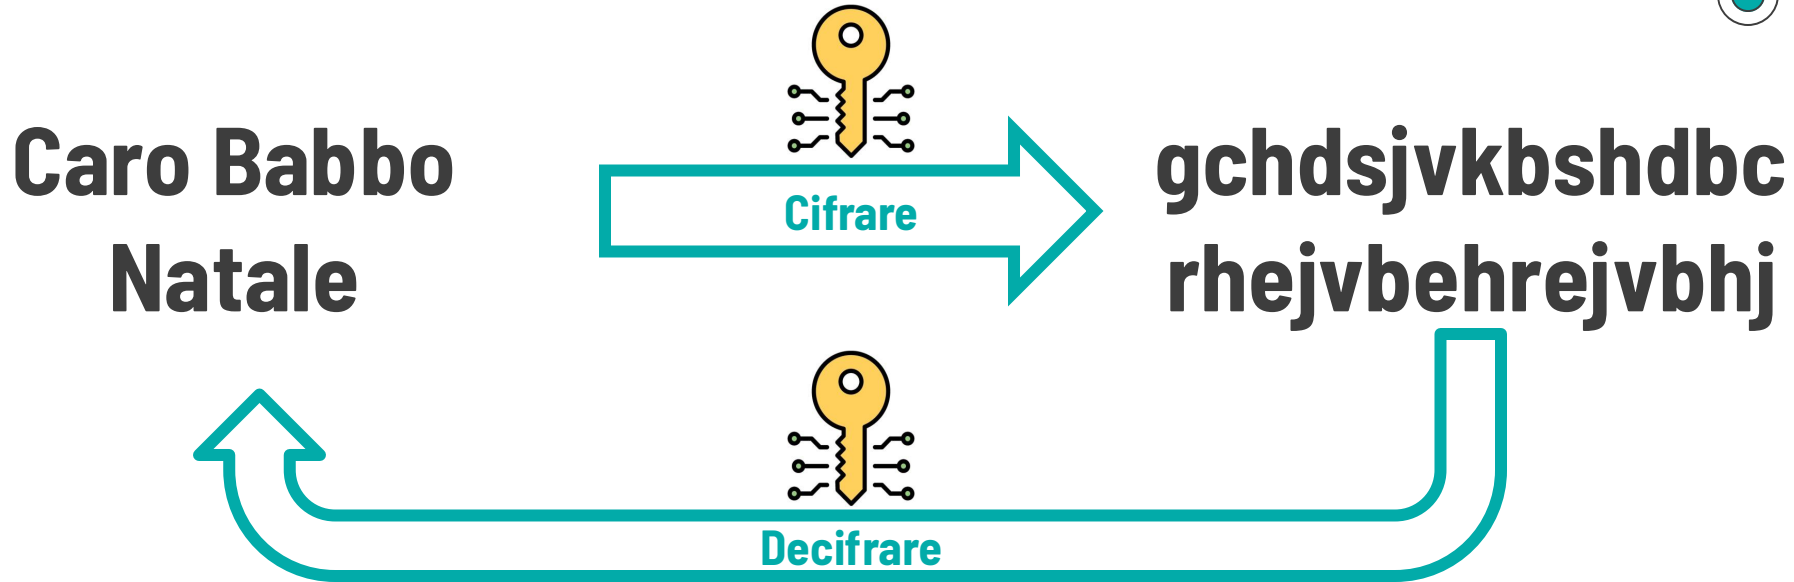 Caro Babbo
Natale
Cifrare
gchdsjvkbshdbc
rhejvbehrejvbhj
Decifrare